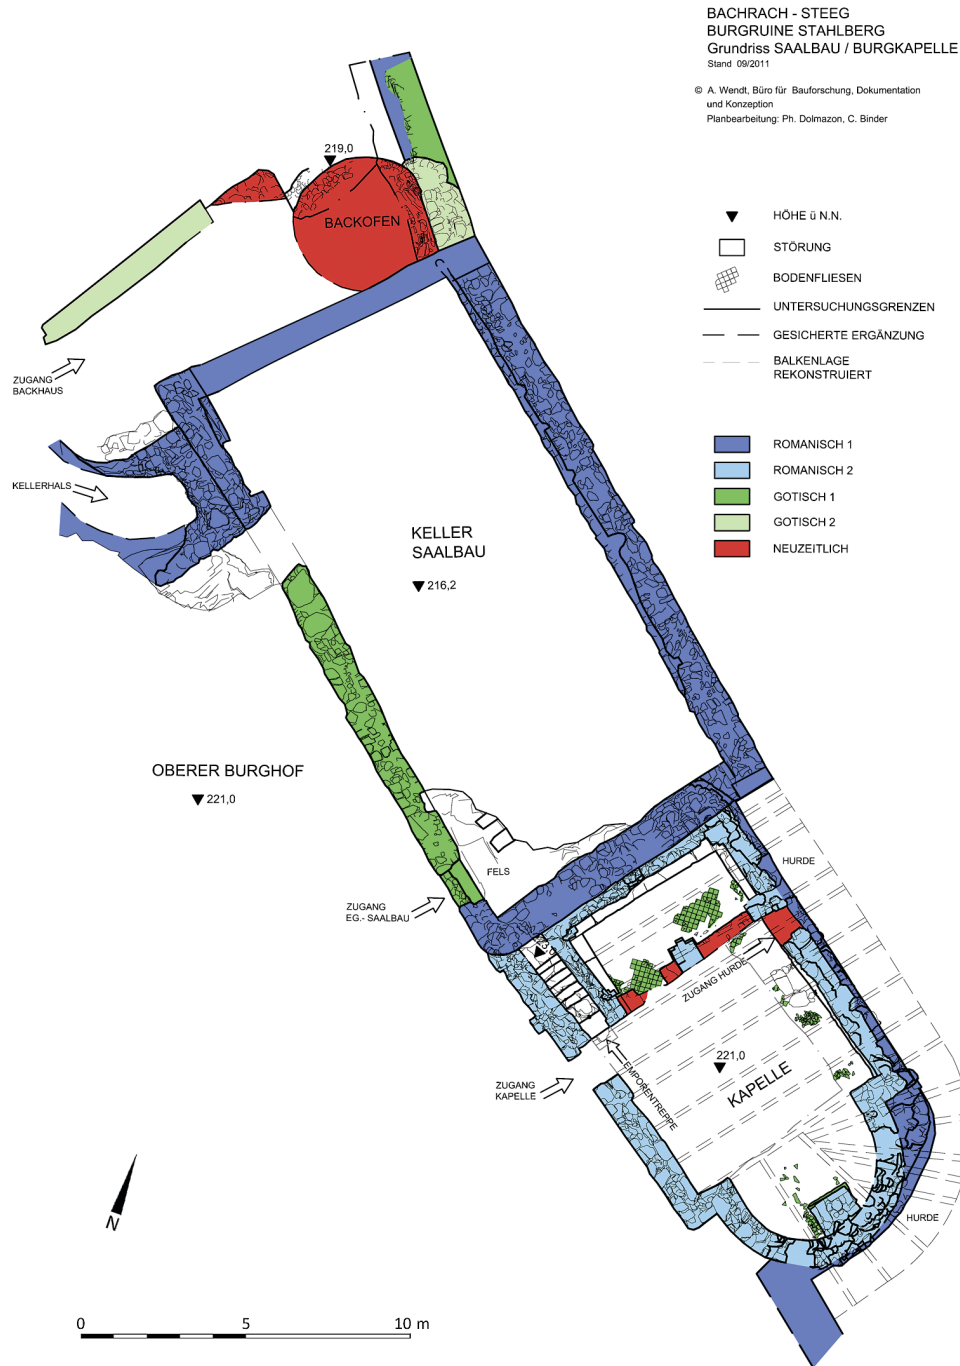 BACHRACH - STEEG
BURGRUINE STAHLBERG
Grundriss SAALBAU / BURGKAPELLE
Stand 09/2011
© A. Wendt, Büro für Bauforschung, Dokumentation
und Konzeption
Planbearbeitung: Ph. Dolmazon, C. Binder
219,0
BACKOFEN
HÖHE ü N.N.
STÖRUNG
BODENFLIESEN
UNTERSUCHUNGSGRENZEN
GESICHERTE ERGÄNZUNG
BALKENLAGE
REKONSTRUIERT
ZUGANG
BACKHAUS
ROMANISCH 1
ROMANISCH 2
GOTISCH 1
GOTISCH 2
NEUZEITLICH
KELLERHALS
KELLER
SAALBAU
216,2
OBERER BURGHOF
221,0
FELS
HURDE
ZUGANG
EG.- SAALBAU
ZUGANG HURDE
221,0
KAPELLE
EMPORENTREPPE
ZUGANG
KAPELLE
HURDE
N
0 5 10 m